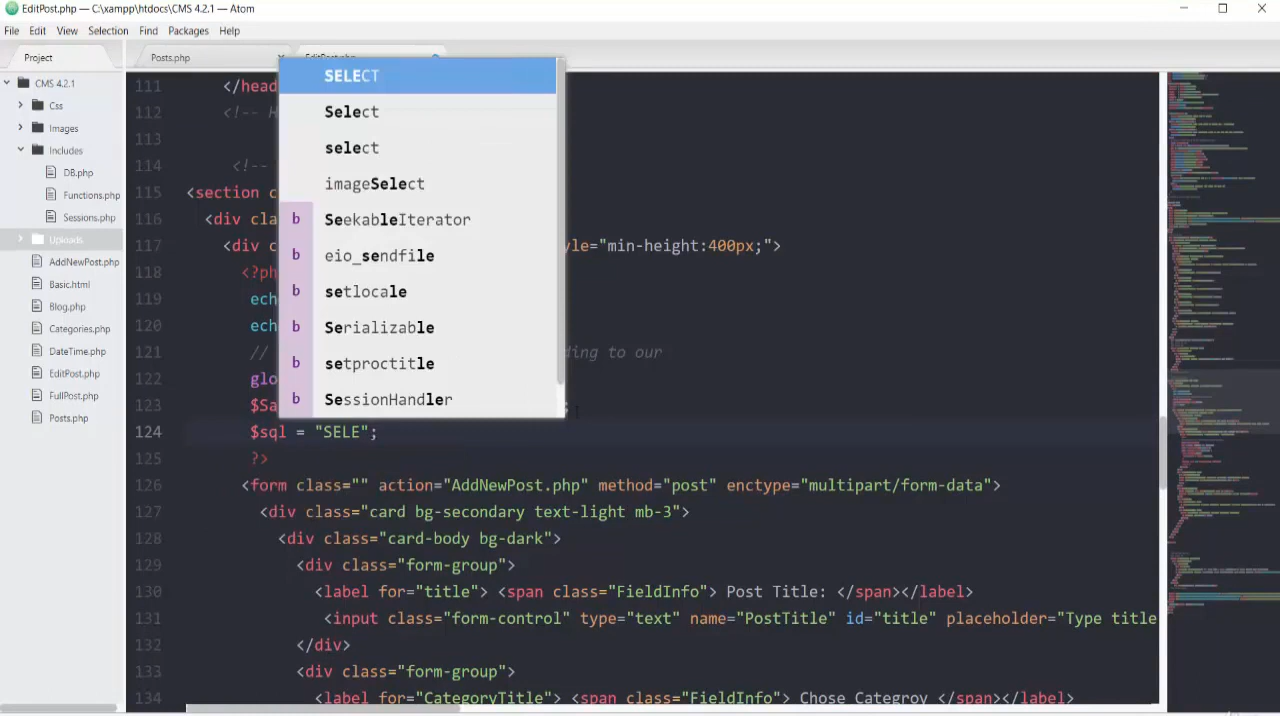 EditPost.php — C:\xampp\htdocs\CMS 4.2.1 — Atom
File Edit View Selection Find Packages Help
Project
Posts.php
EditPost.php
CMS 4.2.1
Css
Images
Includes
DB.php
Functions.php
Sessions.php
Uploads
AddNewPost.php
Basic.html
Blog.php
Categories.php
DateTime.php
EditPost.php
FullPost.php
Posts.php
SELECT
Select
select
imageSelect
b SeekableIterator
b eio_sendfile
b setlocale
b Serializable
b setproctitle
b SessionHandler
111 </head
112 <!-- H
113
114 <!--
115 <section c
116 <div cla
117 <div c yle="min-height:400px;">
118 <?ph
119 ech
120 ech
121 // ding to our
122 glo
123 $Sa
124 $sql = "SELE";
125 ?>
126 <form class="" action="AddNewPost.php" method="post" enctype="multipart/form-data">
127 <div class="card bg-secondary text-light mb-3">
128 <div class="card-body bg-dark">
129 <div class="form-group">
130 <label for="title"> <span class="FieldInfo"> Post Title: </span></label>
131 <input class="form-control" type="text" name="PostTitle" id="title" placeholder="Type title
132 </div>
133 <div class="form-group">
134 <label for="CategoryTitle"> <span class="FieldInfo"> Chose Categroy </span></label>